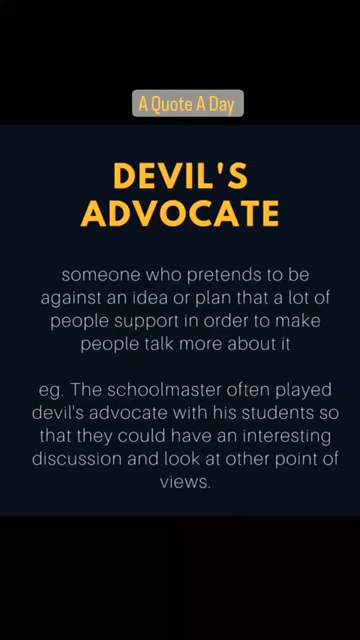 A Quote A Day
DEVIL'S
ADVOCATE
someone who pretends to be
against an idea or plan that a lot of
people support in order to make
people talk more about it
eg. The schoolmaster often played
devil's advocate with his students so
that they could have an interesting
discussion and look at other point of
views.